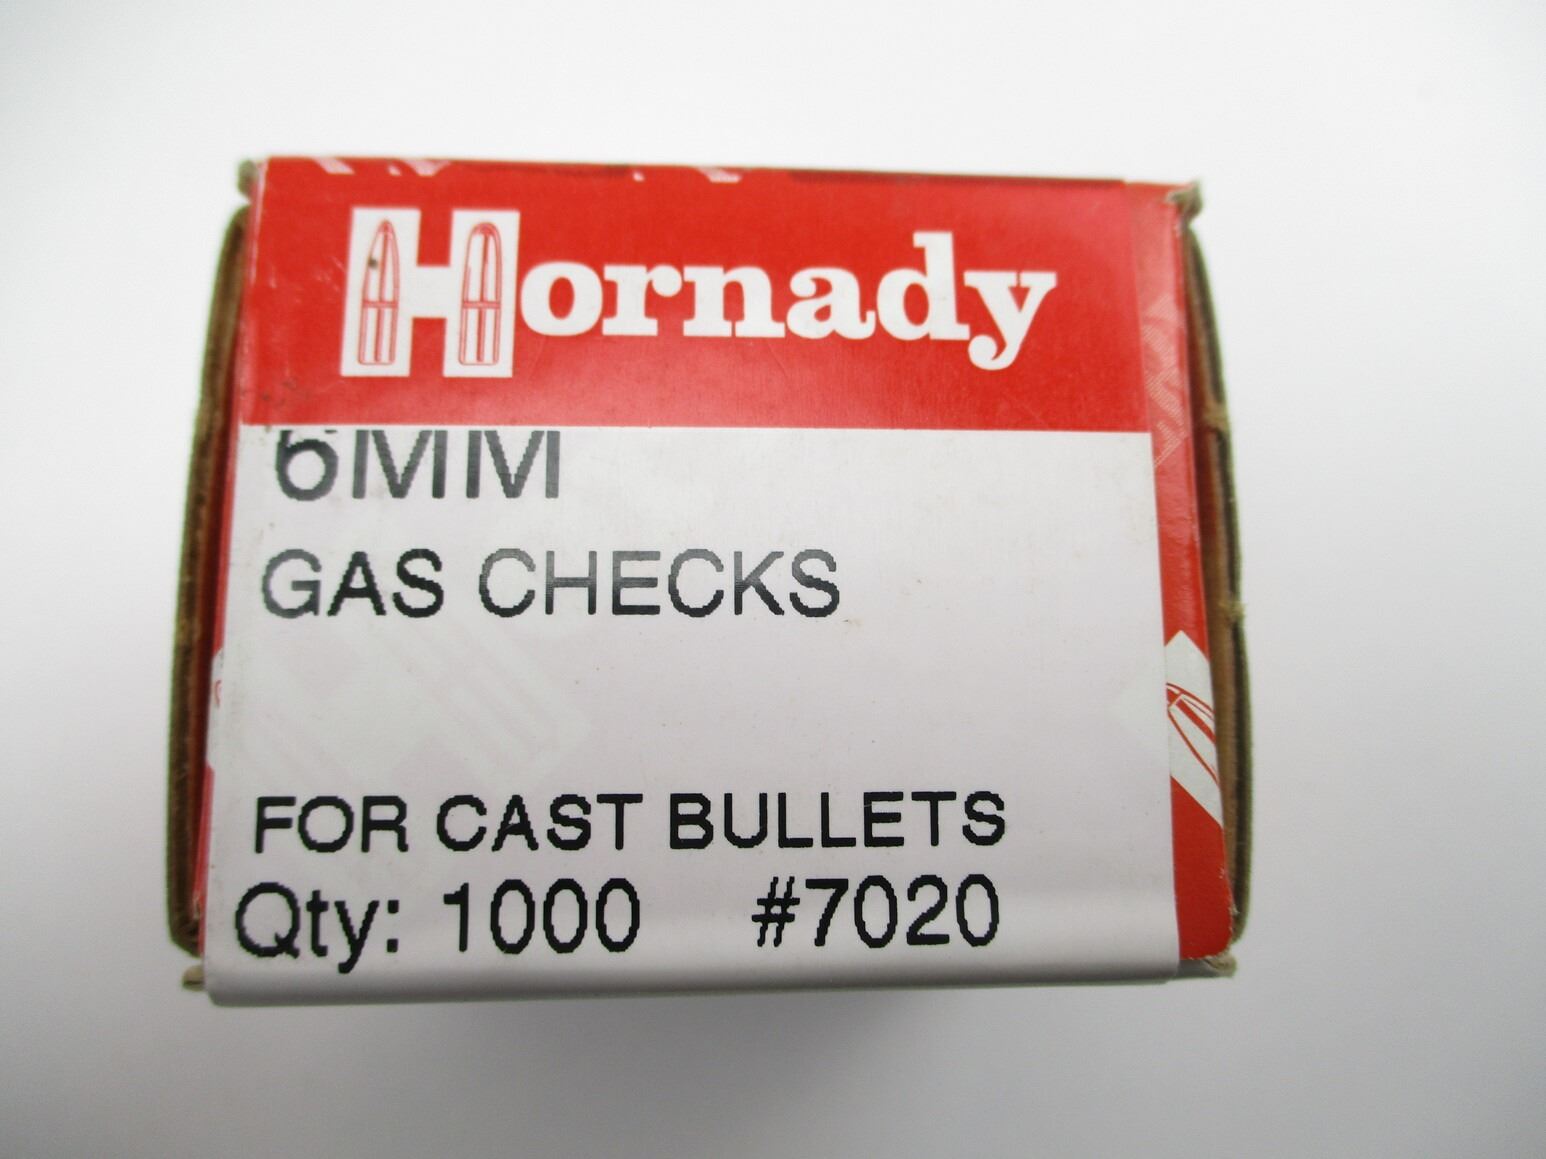 Hornady
6MM
GAS CHECKS
FOR CAST BULLETS
Qty: 1000 #7020